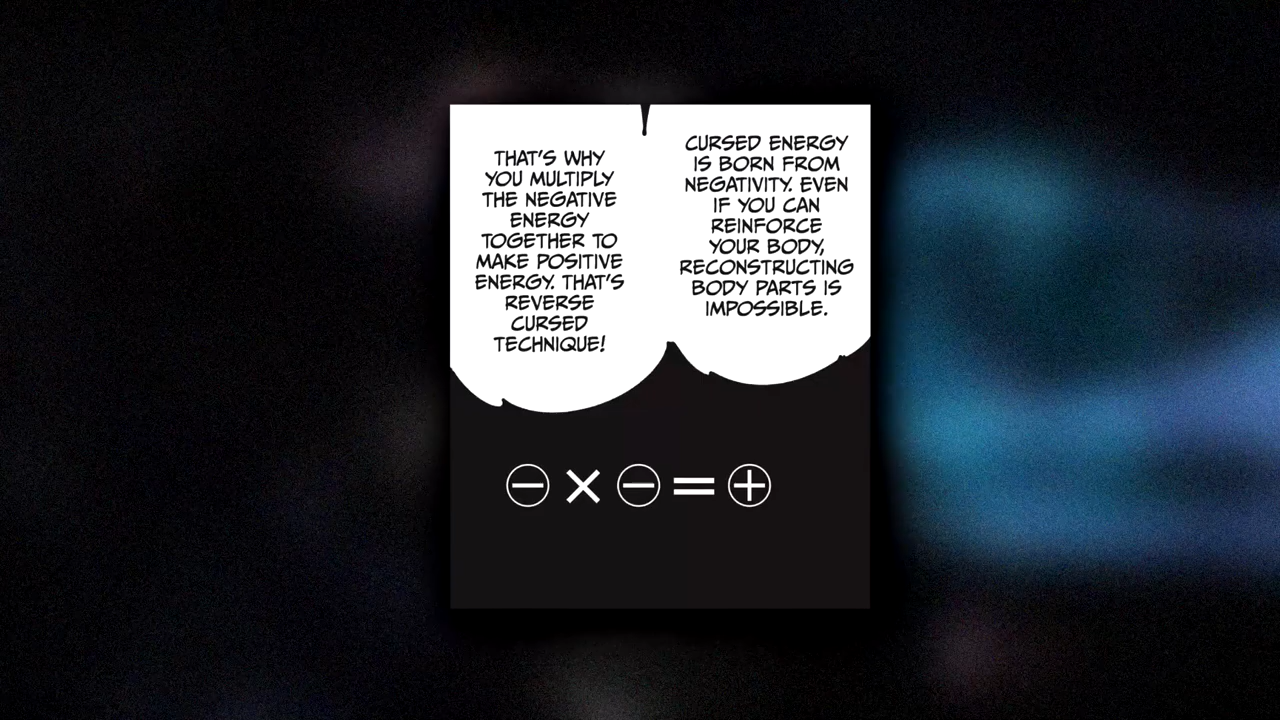 CURSED ENERGY
IS BORN FROM
NEGATIVITY. EVEN
IF YOU CAN
REINFORCE
YOUR BODY,
RECONSTRUCTING
BODY PARTS IS
IMPOSSIBLE.
THAT'S WHY
YOU MULTIPLY
THE NEGATIVE
ENERGY
TOGETHER TO
MAKE POSITIVE
ENERGY. THAT'S
REVERSE
CURSED
TECHNIQUE!
⊖ × ⊖ = ⊕